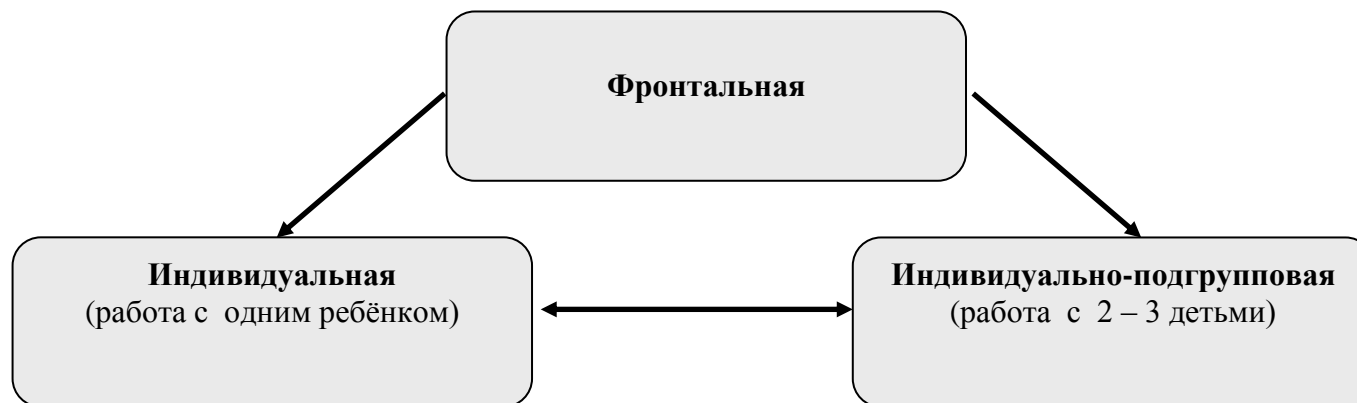 Фронтальная
Индивидуальная
(работа с  одним ребёнком)
Индивидуально-подгрупповая
(работа  с  2 – 3 детьми)